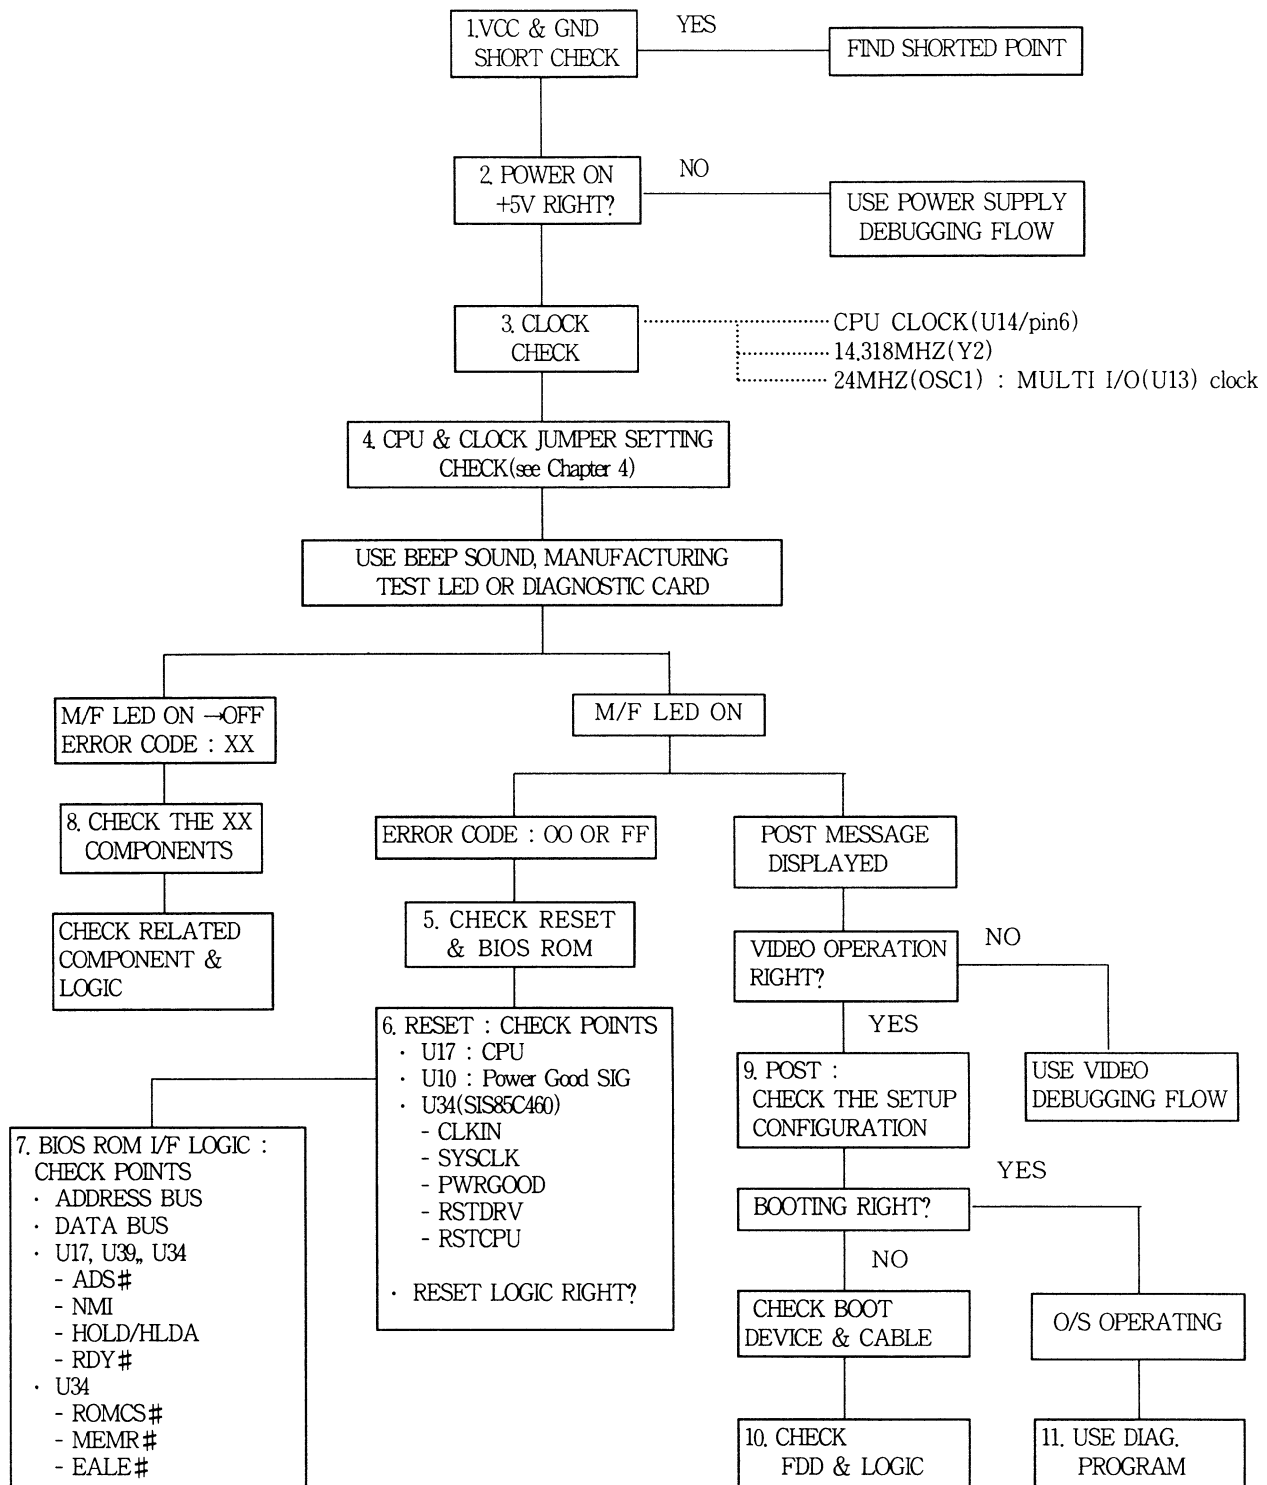 1.VCC & GND
SHORT CHECK
YES
FIND SHORTED POINT
2. POWER ON
+5V RIGHT?
NO
USE POWER SUPPLY
DEBUGGING FLOW
3. CLOCK
CHECK
CPU CLOCK(U14/pin6)
14.318MHZ(Y2)
24MHZ(OSC1) : MULTI I/O(U13) clock
4. CPU & CLOCK JUMPER SETTING
CHECK(see Chapter 4)
USE BEEP SOUND, MANUFACTURING
TEST LED OR DIAGNOSTIC CARD
M/F LED ON →OFF
ERROR CODE : XX
M/F LED ON
8. CHECK THE XX
COMPONENTS
CHECK RELATED
COMPONENT &
LOGIC
ERROR CODE : OO OR FF
5. CHECK RESET
& BIOS ROM
6. RESET : CHECK POINTS
· U17 : CPU
· U10 : Power Good SIG
· U34(SIS85C460)
- CLKIN
- SYSCLK
- PWRGOOD
- RSTDRV
- RSTCPU
· RESET LOGIC RIGHT?
7. BIOS ROM I/F LOGIC :
CHECK POINTS
· ADDRESS BUS
· DATA BUS
· U17, U39,, U34
- ADS#
- NMI
- HOLD/HLDA
- RDY#
· U34
- ROMCS#
- MEMR#
- EALE#
POST MESSAGE
DISPLAYED
VIDEO OPERATION
RIGHT?
NO
USE VIDEO
DEBUGGING FLOW
YES
9. POST :
CHECK THE SETUP
CONFIGURATION
BOOTING RIGHT?
YES
NO
CHECK BOOT
DEVICE & CABLE
O/S OPERATING
10. CHECK
FDD & LOGIC
11. USE DIAG.
PROGRAM